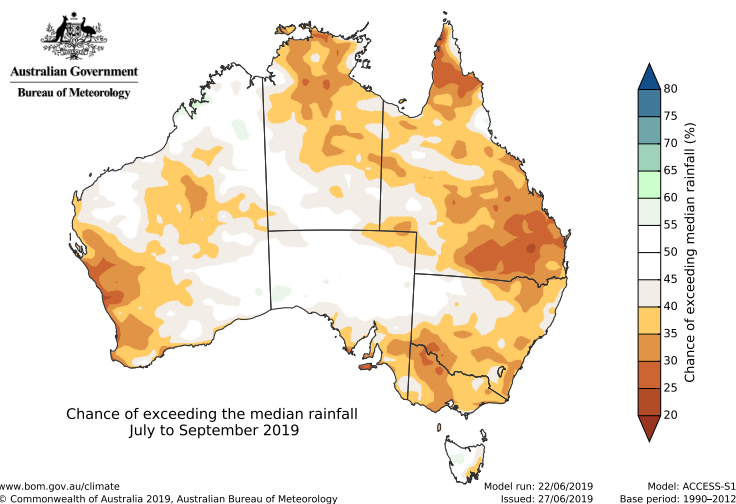 Australian Government
Bureau of Meteorology
80
75
70
65
60
55
50
45
40
35
30
25
20
Chance of exceeding median rainfall (%)
Chance of exceeding the median rainfall
July to September 2019
www.bom.gov.au/climate
Model run: 22/06/2019
Model: ACCESS-S1
© Commonwealth of Australia 2019, Australian Bureau of Meteorology
Issued: 27/06/2019
Base period: 1990–2012